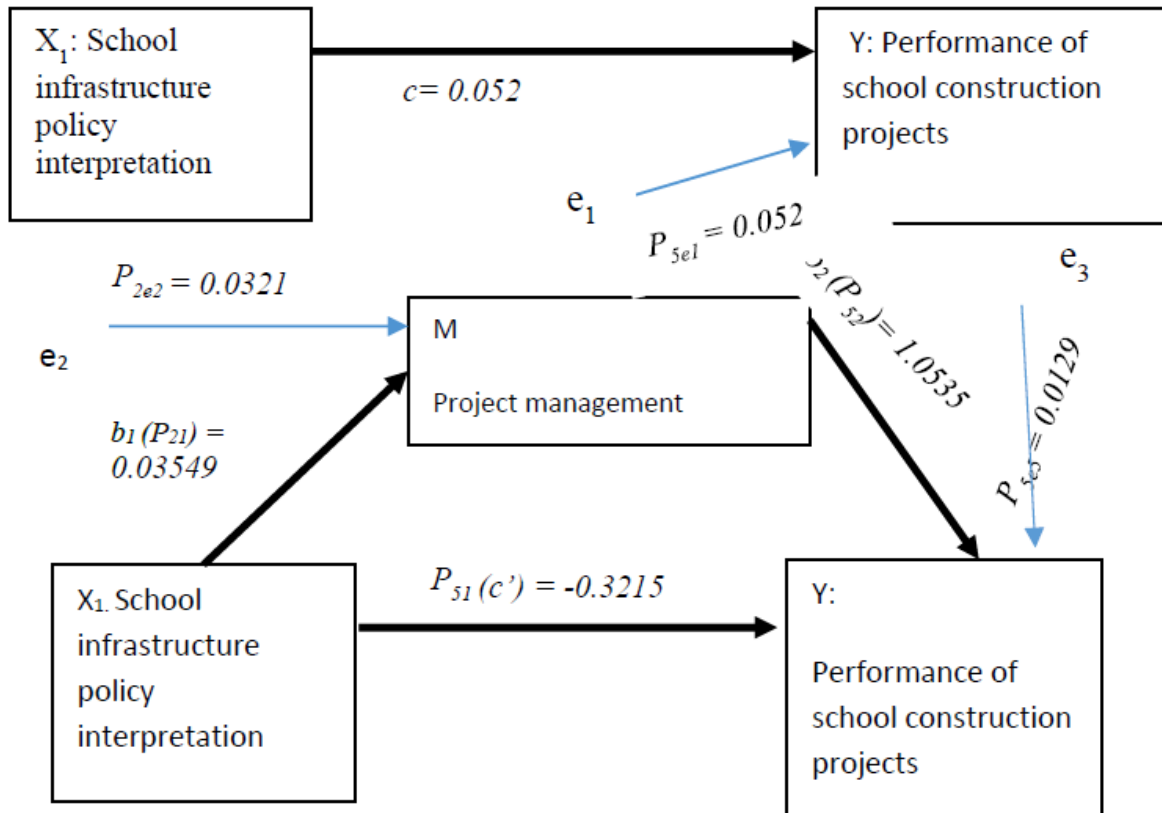 X₁: School
infrastructure
policy
interpretation
c= 0.052
Y: Performance of
school construction
projects
e₁
P₅ₑ₁ = 0.052
P₂ₑ₂ = 0.0321
e₂
M
Project management
(P₅₂) = 1.0535
e₃
= 0.0129
b₁ (P₂₁) =
0.03549
X₁. School
infrastructure
policy
interpretation
P₅₁ (c’) = -0.3215
Y:
Performance of
school construction
projects